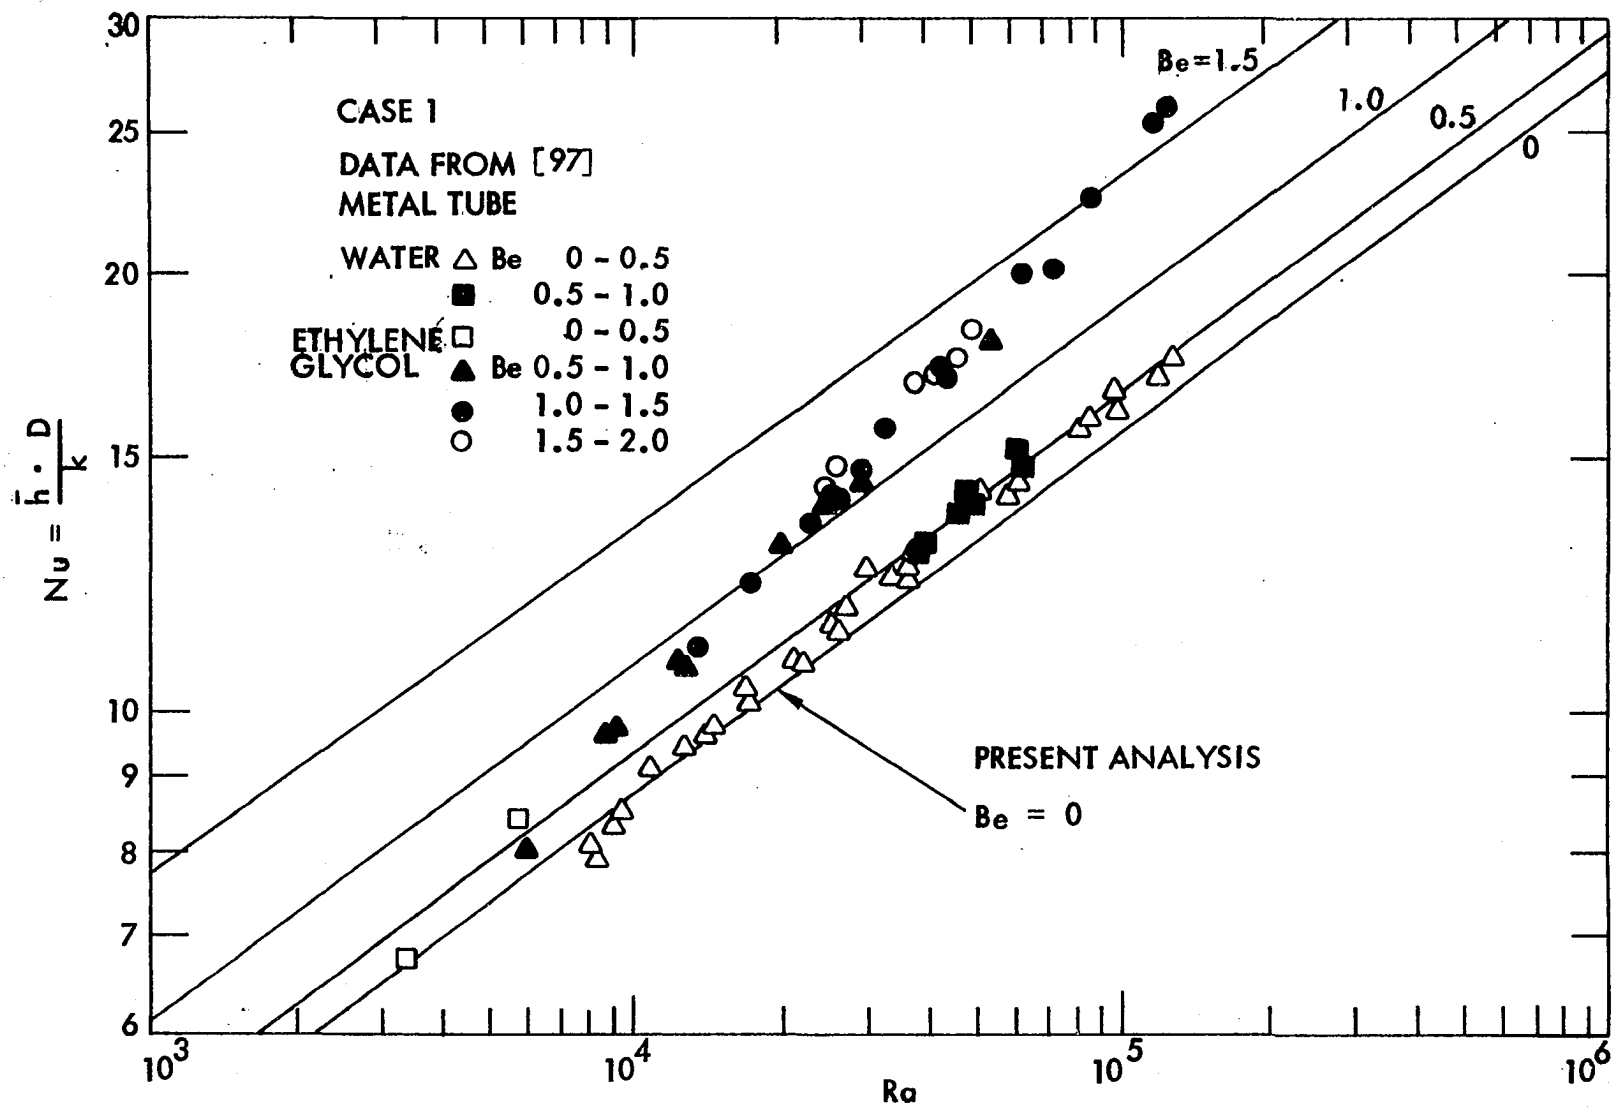 30
25
20
15
10
9
8
7
6
Nu = h̄ · D / k
CASE 1
DATA FROM [97]
METAL TUBE
WATER △ Be 0 - 0.5
■ 0.5 - 1.0
ETHYLENE □ 0 - 0.5
GLYCOL ▲ Be 0.5 - 1.0
● 1.0 - 1.5
○ 1.5 - 2.0
Be=1.5
1.0
0.5
0
PRESENT ANALYSIS
Be = 0
10³
10⁴
10⁵
10⁶
Ra